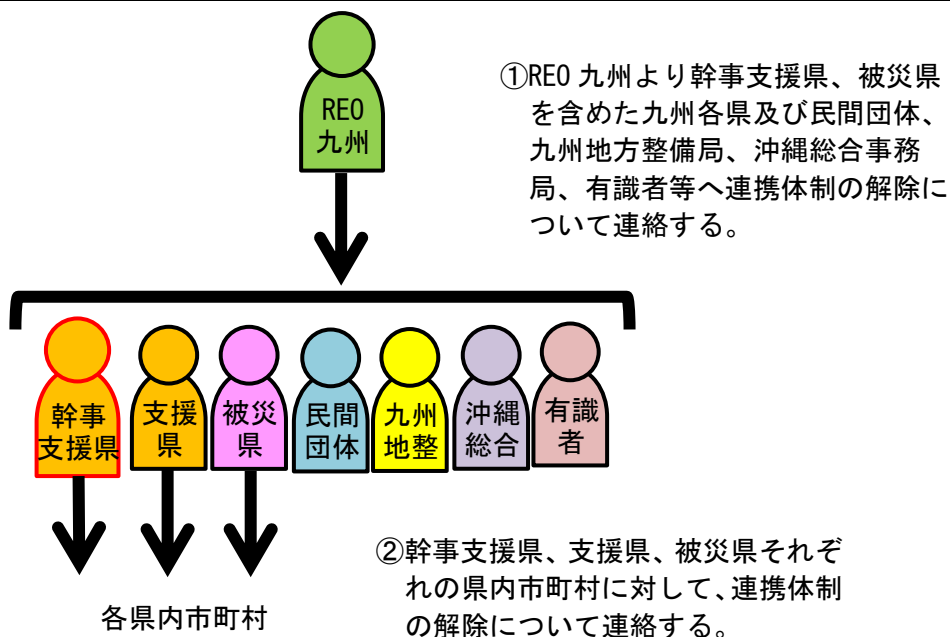 REO
九州
①REO 九州より幹事支援県、被災県
を含めた九州各県及び民間団体、
九州地方整備局、沖縄総合事務
局、有識者等へ連携体制の解除に
ついて連絡する。
幹事
支援県
支援
県
被災
県
民間
団体
九州
地整
沖縄
総合
有識
者
②幹事支援県、支援県、被災県それぞ
れの県内市町村に対して、連携体制
の解除について連絡する。
各県内市町村